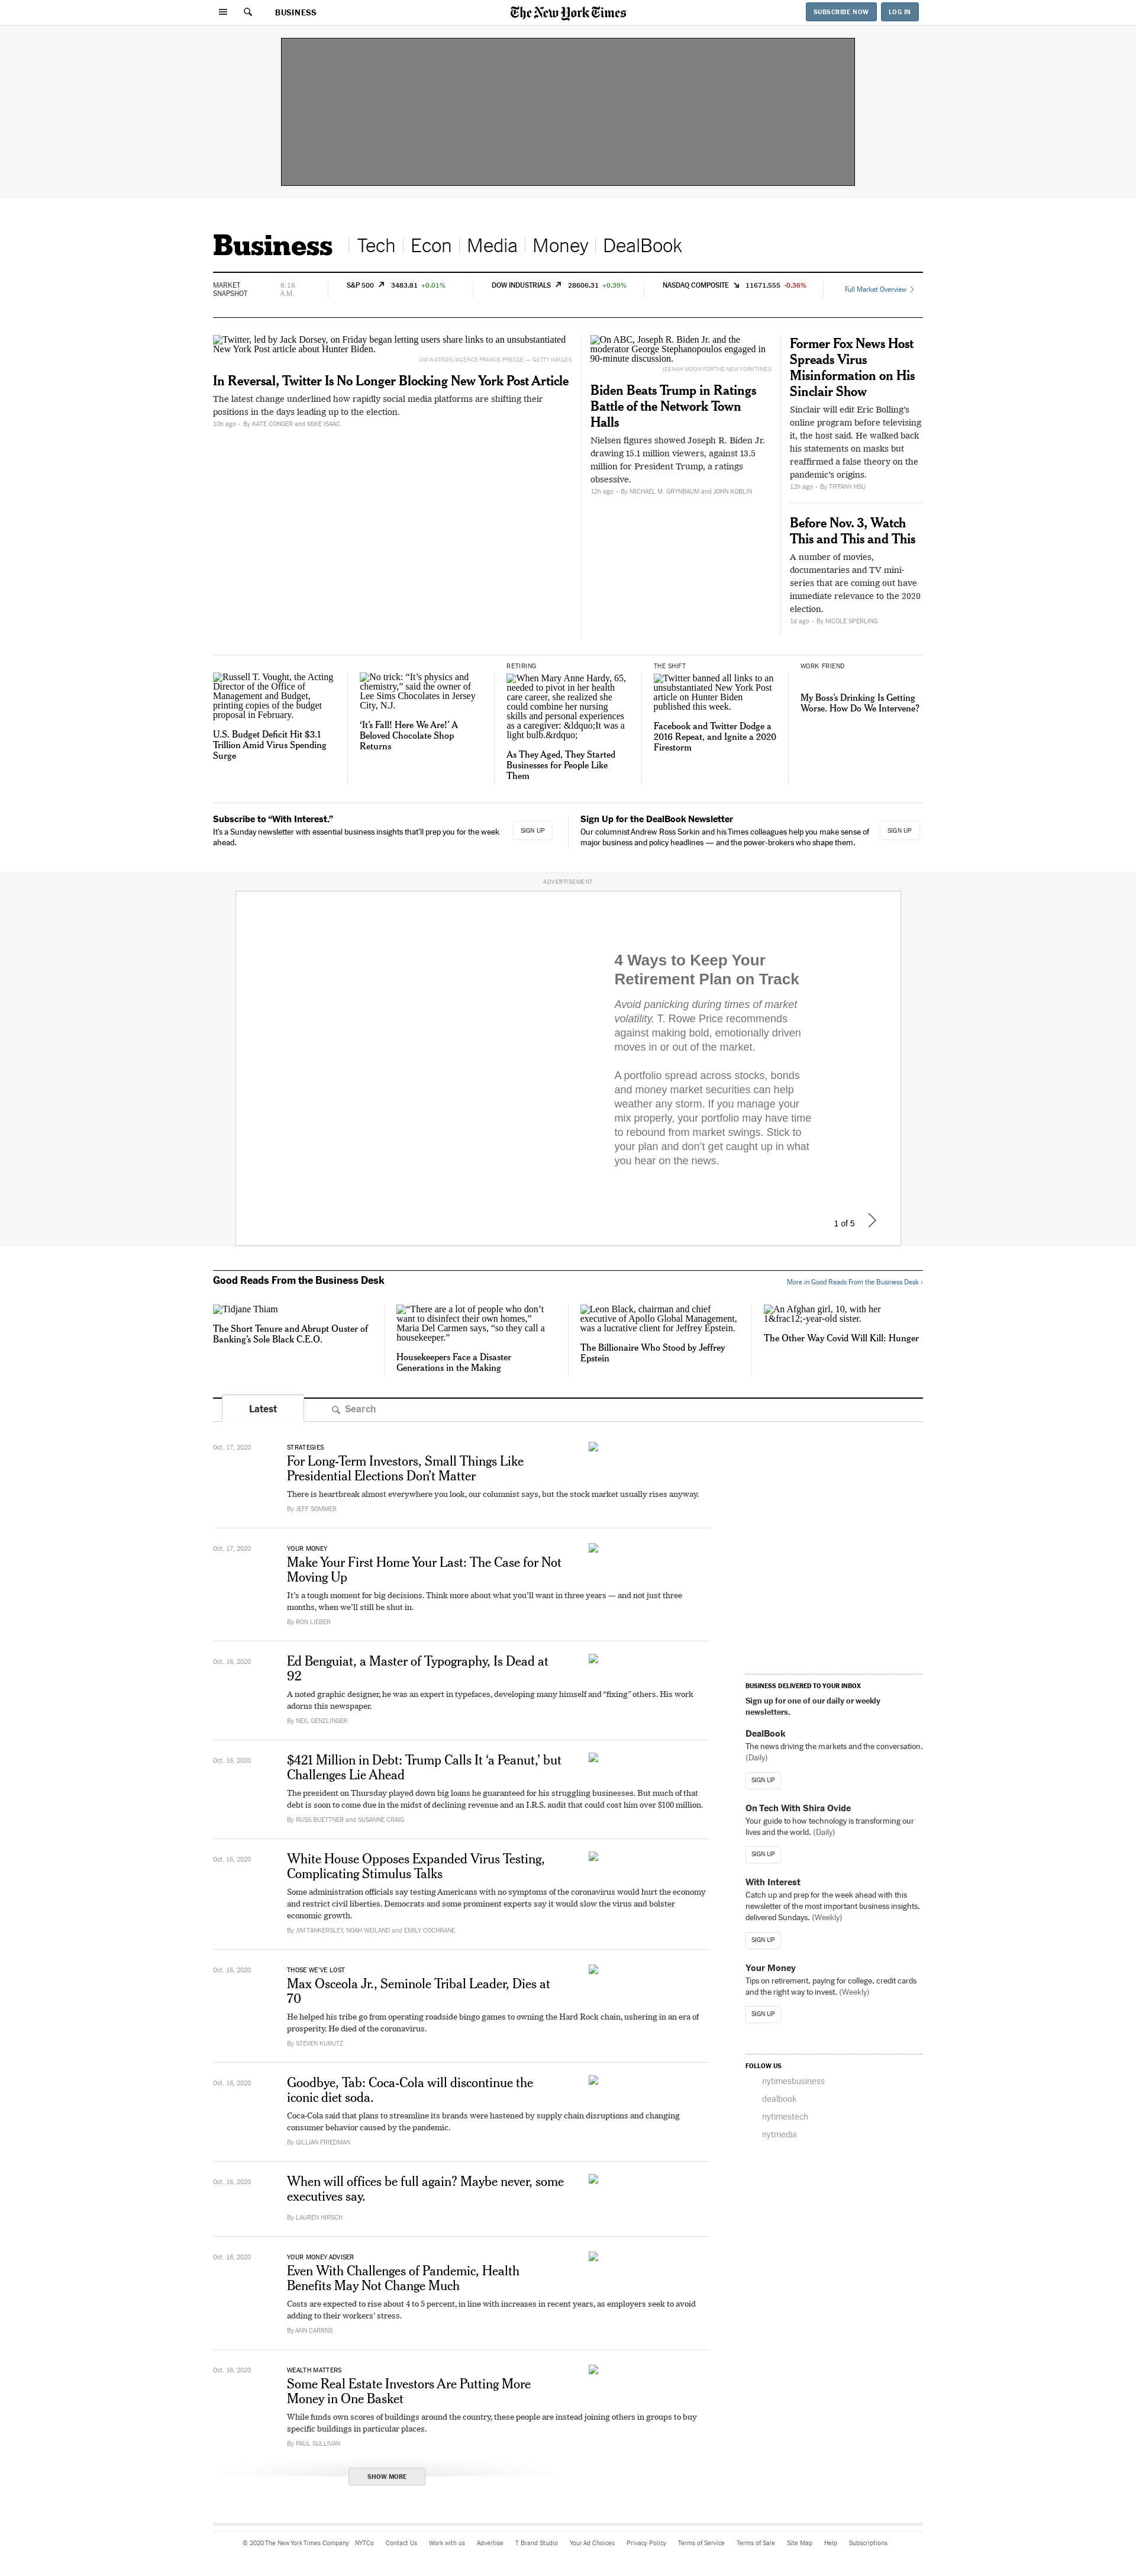 BUSINESS
The New York Times
SUBSCRIBE NOW
LOG IN
Business
Tech
Econ
Media
Money
DealBook
MARKET
SNAPSHOT
6:16
A.M.
S&P 500 3483.81 +0.01%
DOW INDUSTRIALS 28606.31 +0.39%
NASDAQ COMPOSITE 11671.555 -0.36%
Full Market Overview
Twitter, led by Jack Dorsey, on Friday began letting users share links to an unsubstantiated
New York Post article about Hunter Biden.
JIM WATSON/AGENCE FRANCE-PRESSE — GETTY IMAGES
In Reversal, Twitter Is No Longer Blocking New York Post Article
The latest change underlined how rapidly social media platforms are shifting their
positions in the days leading up to the election.
10h ago · By KATE CONGER and MIKE ISAAC
On ABC, Joseph R. Biden Jr. and the
moderator George Stephanopoulos engaged in
90-minute discussion.
JEENAH MOON FOR THE NEW YORK TIMES
Biden Beats Trump in Ratings
Battle of the Network Town
Halls
Nielsen figures showed Joseph R. Biden Jr.
drawing 15.1 million viewers, against 13.5
million for President Trump, a ratings
obsessive.
12h ago · By MICHAEL M. GRYNBAUM and JOHN KOBLIN
Former Fox News Host
Spreads Virus
Misinformation on His
Sinclair Show
Sinclair will edit Eric Bolling’s
online program before televising
it, the host said. He walked back
his statements on masks but
reaffirmed a false theory on the
pandemic’s origins.
12h ago · By TIFFANY HSU
Before Nov. 3, Watch
This and This and This
A number of movies,
documentaries and TV mini-
series that are coming out have
immediate relevance to the 2020
election.
1d ago · By NICOLE SPERLING
Russell T. Vought, the Acting
Director of the Office of
Management and Budget,
printing copies of the budget
proposal in February.
U.S. Budget Deficit Hit $3.1
Trillion Amid Virus Spending
Surge
No trick: “It’s physics and
chemistry,” said the owner of
Lee Sims Chocolates in Jersey
City, N.J.
‘It’s Fall! Here We Are!’ A
Beloved Chocolate Shop
Returns
RETIRING
When Mary Anne Hardy, 65,
needed to pivot in her health
care career, she realized she
could combine her nursing
skills and personal experiences
as a caregiver: &ldquo;It was a
light bulb.&rdquo;
As They Aged, They Started
Businesses for People Like
Them
THE SHIFT
Twitter banned all links to an
unsubstantiated New York Post
article on Hunter Biden
published this week.
Facebook and Twitter Dodge a
2016 Repeat, and Ignite a 2020
Firestorm
WORK FRIEND
My Boss’s Drinking Is Getting
Worse. How Do We Intervene?
Subscribe to “With Interest.”
It’s a Sunday newsletter with essential business insights that’ll prep you for the week
ahead.
SIGN UP
Sign Up for the DealBook Newsletter
Our columnist Andrew Ross Sorkin and his Times colleagues help you make sense of
major business and policy headlines — and the power-brokers who shape them.
SIGN UP
ADVERTISEMENT
4 Ways to Keep Your
Retirement Plan on Track
Avoid panicking during times of market
volatility. T. Rowe Price recommends
against making bold, emotionally driven
moves in or out of the market.
A portfolio spread across stocks, bonds
and money market securities can help
weather any storm. If you manage your
mix properly, your portfolio may have time
to rebound from market swings. Stick to
your plan and don’t get caught up in what
you hear on the news.
1 of 5
Good Reads From the Business Desk
More in Good Reads From the Business Desk ›
Tidjane Thiam
The Short Tenure and Abrupt Ouster of
Banking’s Sole Black C.E.O.
“There are a lot of people who don’t
want to disinfect their own homes,”
Maria Del Carmen says, “so they call a
housekeeper.”
Housekeepers Face a Disaster
Generations in the Making
Leon Black, chairman and chief
executive of Apollo Global Management,
was a lucrative client for Jeffrey Epstein.
The Billionaire Who Stood by Jeffrey
Epstein
An Afghan girl, 10, with her
1&frac12;-year-old sister.
The Other Way Covid Will Kill: Hunger
Latest
Search
Oct. 17, 2020
STRATEGIES
For Long-Term Investors, Small Things Like
Presidential Elections Don’t Matter
There is heartbreak almost everywhere you look, our columnist says, but the stock market usually rises anyway.
By JEFF SOMMER
Oct. 17, 2020
YOUR MONEY
Make Your First Home Your Last: The Case for Not
Moving Up
It’s a tough moment for big decisions. Think more about what you’ll want in three years — and not just three
months, when we’ll still be shut in.
By RON LIEBER
Oct. 16, 2020
Ed Benguiat, a Master of Typography, Is Dead at
92
A noted graphic designer, he was an expert in typefaces, developing many himself and “fixing” others. His work
adorns this newspaper.
By NEIL GENZLINGER
Oct. 16, 2020
$421 Million in Debt: Trump Calls It ‘a Peanut,’ but
Challenges Lie Ahead
The president on Thursday played down big loans he guaranteed for his struggling businesses. But much of that
debt is soon to come due in the midst of declining revenue and an I.R.S. audit that could cost him over $100 million.
By RUSS BUETTNER and SUSANNE CRAIG
Oct. 16, 2020
White House Opposes Expanded Virus Testing,
Complicating Stimulus Talks
Some administration officials say testing Americans with no symptoms of the coronavirus would hurt the economy
and restrict civil liberties. Democrats and some prominent experts say it would slow the virus and bolster
economic growth.
By JIM TANKERSLEY, NOAH WEILAND and EMILY COCHRANE
Oct. 16, 2020
THOSE WE’VE LOST
Max Osceola Jr., Seminole Tribal Leader, Dies at
70
He helped his tribe go from operating roadside bingo games to owning the Hard Rock chain, ushering in an era of
prosperity. He died of the coronavirus.
By STEVEN KURUTZ
Oct. 16, 2020
Goodbye, Tab: Coca-Cola will discontinue the
iconic diet soda.
Coca-Cola said that plans to streamline its brands were hastened by supply chain disruptions and changing
consumer behavior caused by the pandemic.
By GILLIAN FRIEDMAN
Oct. 16, 2020
When will offices be full again? Maybe never, some
executives say.
By LAUREN HIRSCH
Oct. 16, 2020
YOUR MONEY ADVISER
Even With Challenges of Pandemic, Health
Benefits May Not Change Much
Costs are expected to rise about 4 to 5 percent, in line with increases in recent years, as employers seek to avoid
adding to their workers’ stress.
By ANN CARRNS
Oct. 16, 2020
WEALTH MATTERS
Some Real Estate Investors Are Putting More
Money in One Basket
While funds own scores of buildings around the country, these people are instead joining others in groups to buy
specific buildings in particular places.
By PAUL SULLIVAN
SHOW MORE
BUSINESS DELIVERED TO YOUR INBOX
Sign up for one of our daily or weekly
newsletters.
DealBook
The news driving the markets and the conversation.
(Daily)
SIGN UP
On Tech With Shira Ovide
Your guide to how technology is transforming our
lives and the world. (Daily)
SIGN UP
With Interest
Catch up and prep for the week ahead with this
newsletter of the most important business insights,
delivered Sundays. (Weekly)
SIGN UP
Your Money
Tips on retirement, paying for college, credit cards
and the right way to invest. (Weekly)
SIGN UP
FOLLOW US
nytimesbusiness
dealbook
nytimestech
nytmedia
© 2020 The New York Times Company NYTCo Contact Us Work with us Advertise T Brand Studio Your Ad Choices Privacy Policy Terms of Service Terms of Sale Site Map Help Subscriptions